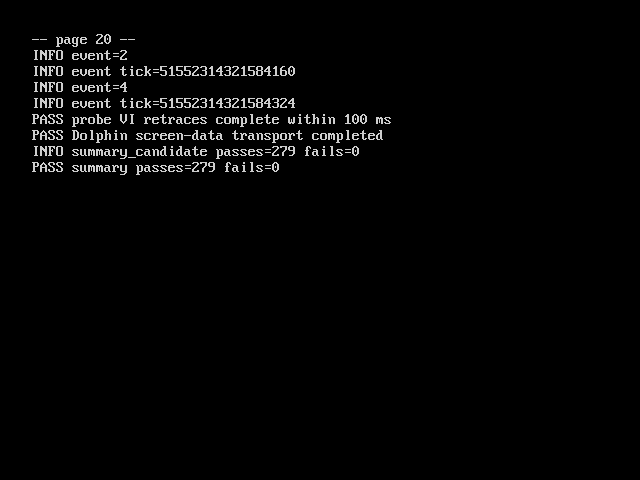 -- page 20 --
INFO event=2
INFO event tick=51552314321584160
INFO event=4
INFO event tick=51552314321584324
PASS probe VI retraces complete within 100 ms
PASS Dolphin screen-data transport completed
INFO summary_candidate passes=279 fails=0
PASS summary passes=279 fails=0